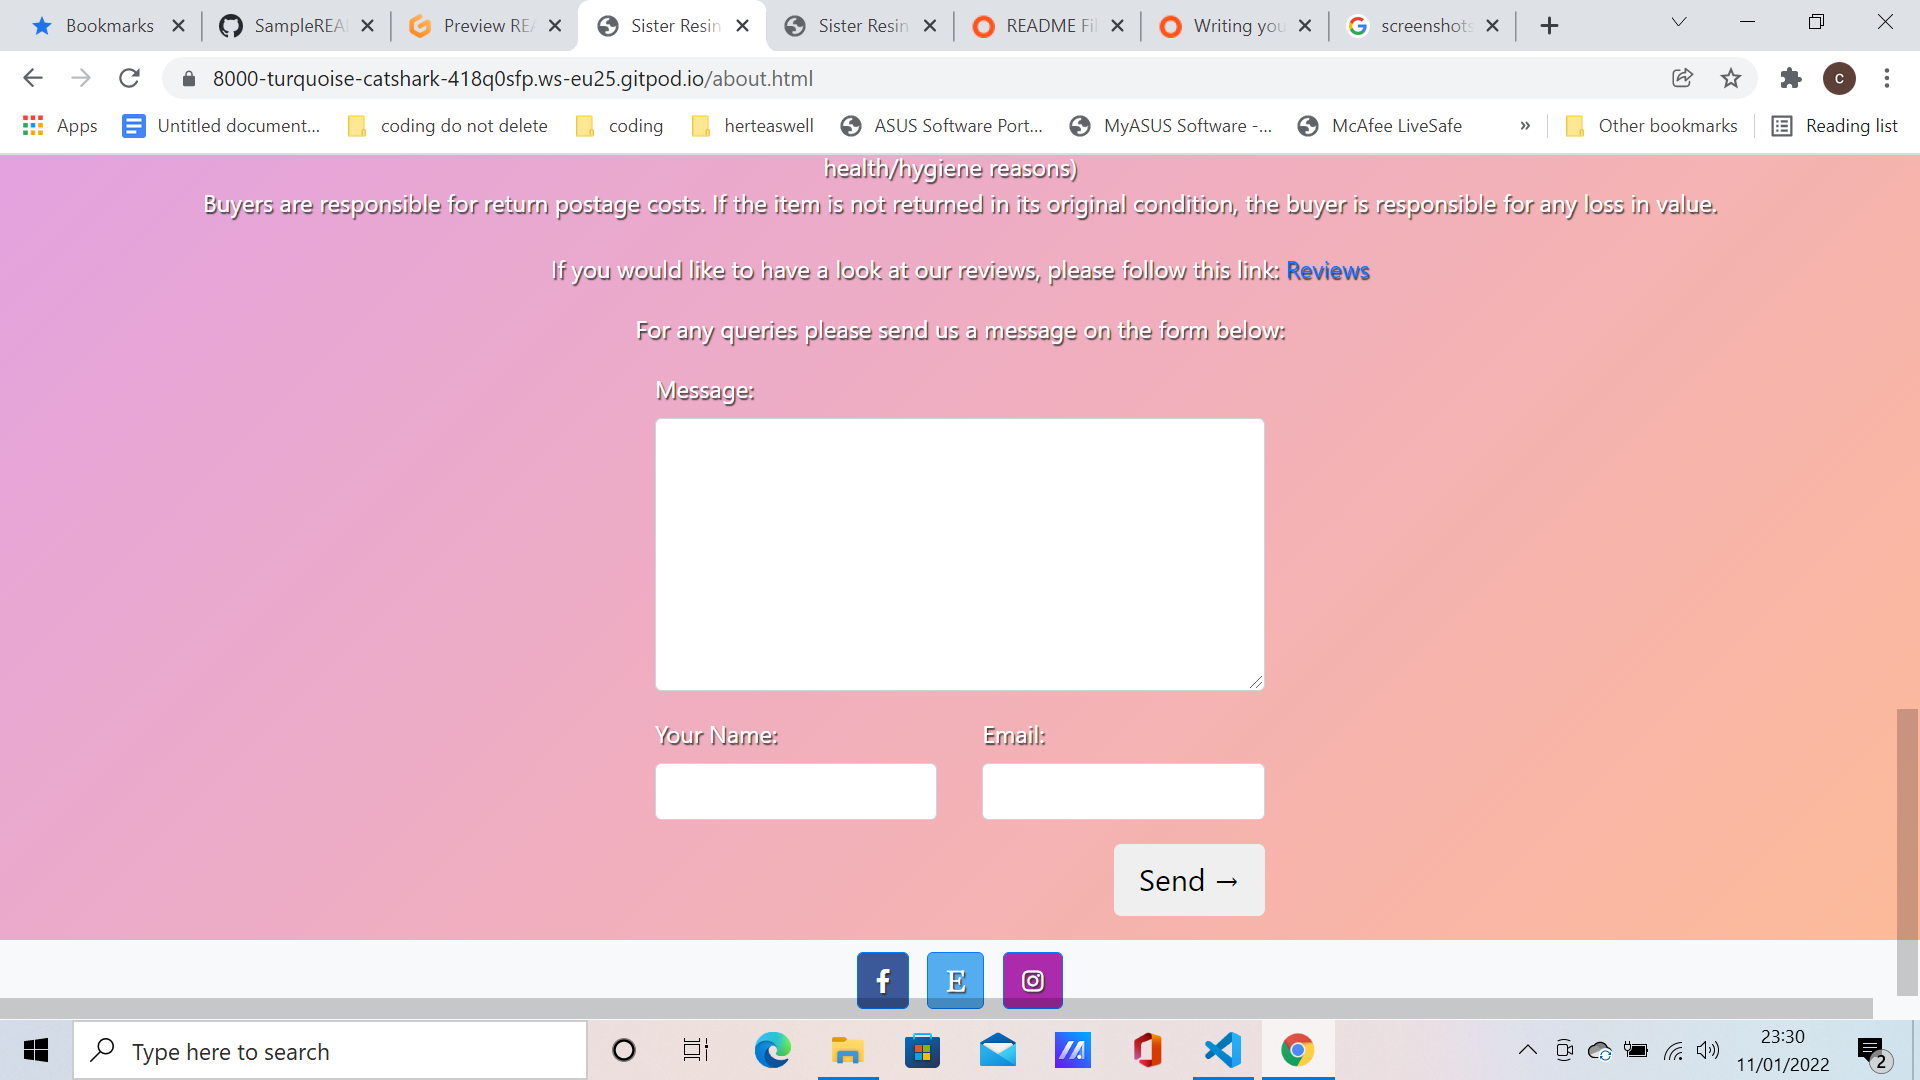 Bookmarks SampleREA Preview RE Sister Resin Sister Resin README Fil Writing you screenshots
8000-turquoise-catshark-418q0sfp.ws-eu25.gitpod.io/about.html
c
Apps Untitled document... coding do not delete coding herteaswell ASUS Software Port... MyASUS Software -... McAfee LiveSafe » Other bookmarks Reading list
health/hygiene reasons)
Buyers are responsible for return postage costs. If the item is not returned in its original condition, the buyer is responsible for any loss in value.
If you would like to have a look at our reviews, please follow this link: Reviews
For any queries please send us a message on the form below:
Message:
Your Name: Email:
Send →
f E
Type here to search
23:30
11/01/2022
2